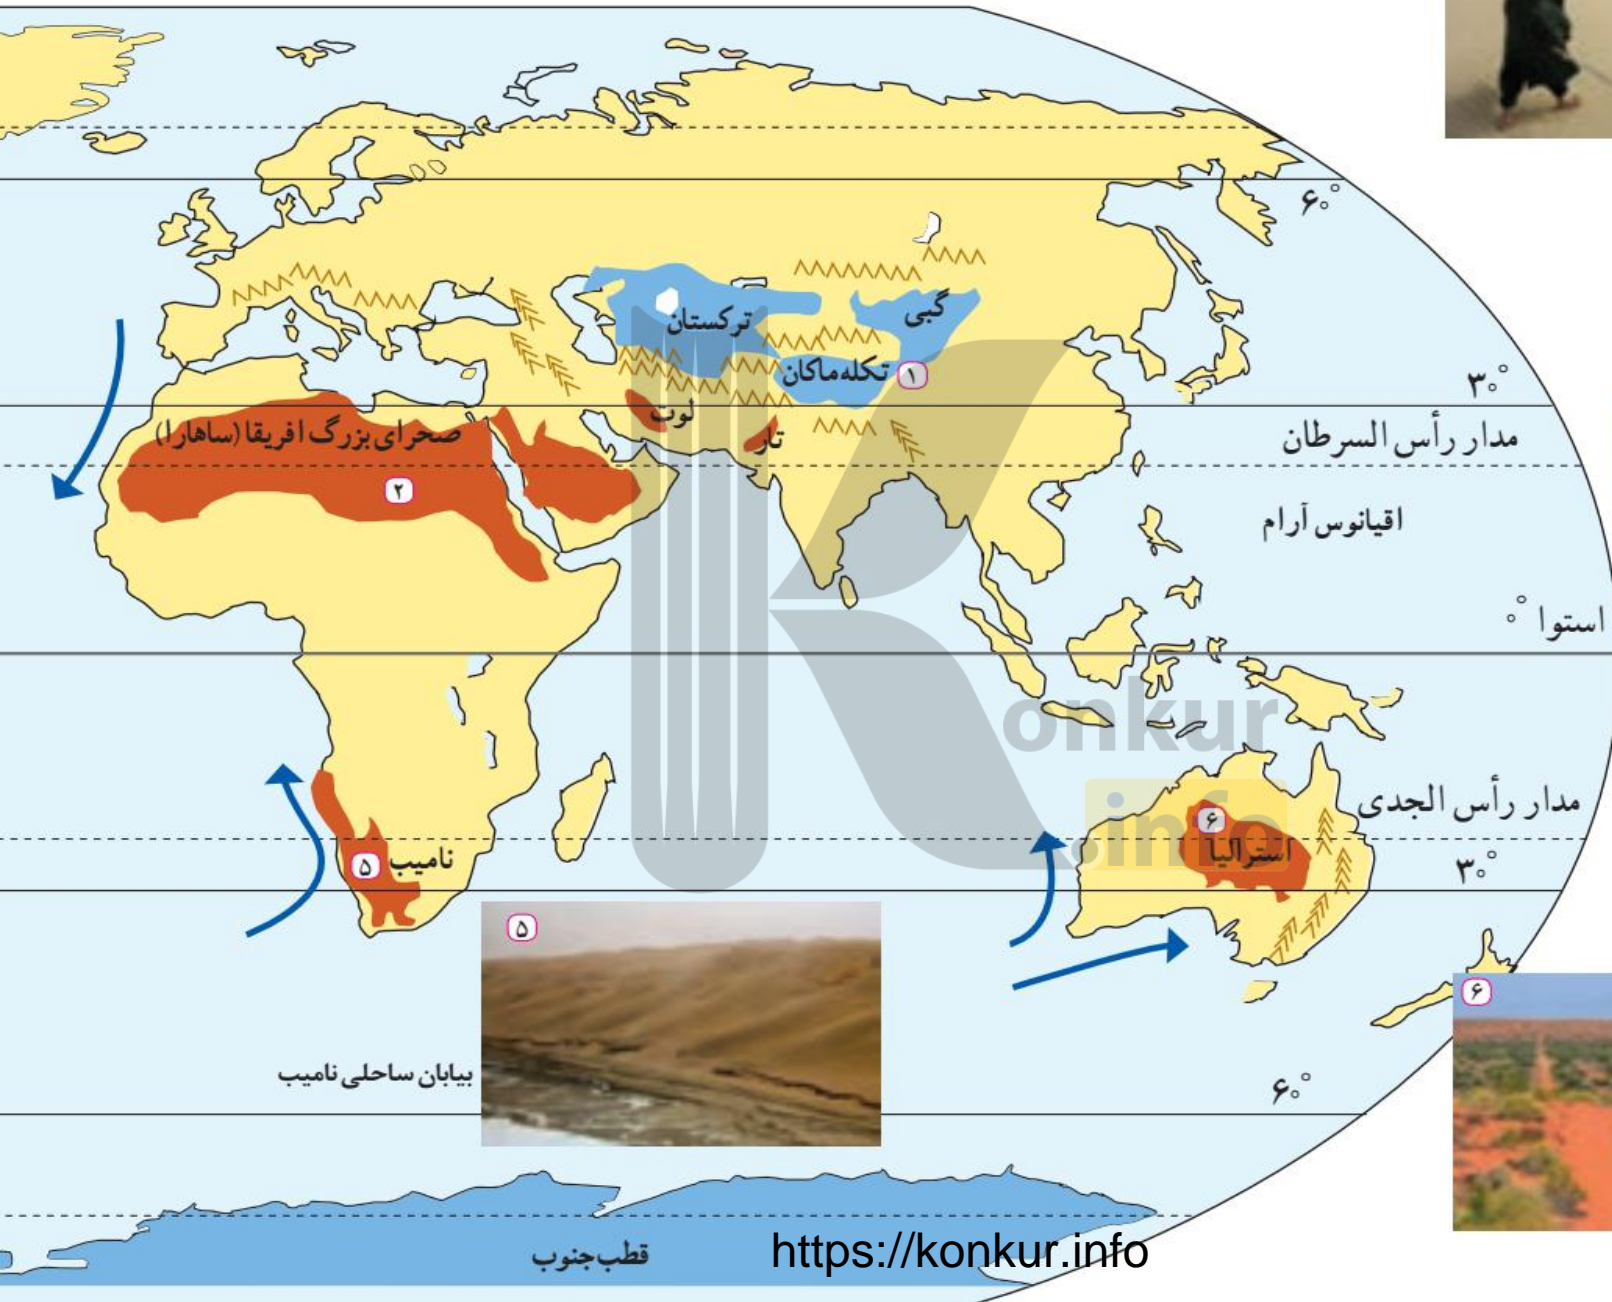 ۶۰°
گبی
ترکستان
تکله‌ماکان ۱
۳۰°
لوت
صحرای بزرگ افریقا (ساهارا)
تار
مدار رأس السرطان
۲
اقیانوس آرام
استوا ۰°
onkur
.info
مدار رأس الجدی
۶
استرالیا
نامیب ۵
۳۰°
۵
۶
بیابان ساحلی نامیب
۶۰°
قطب جنوب
https://konkur.info